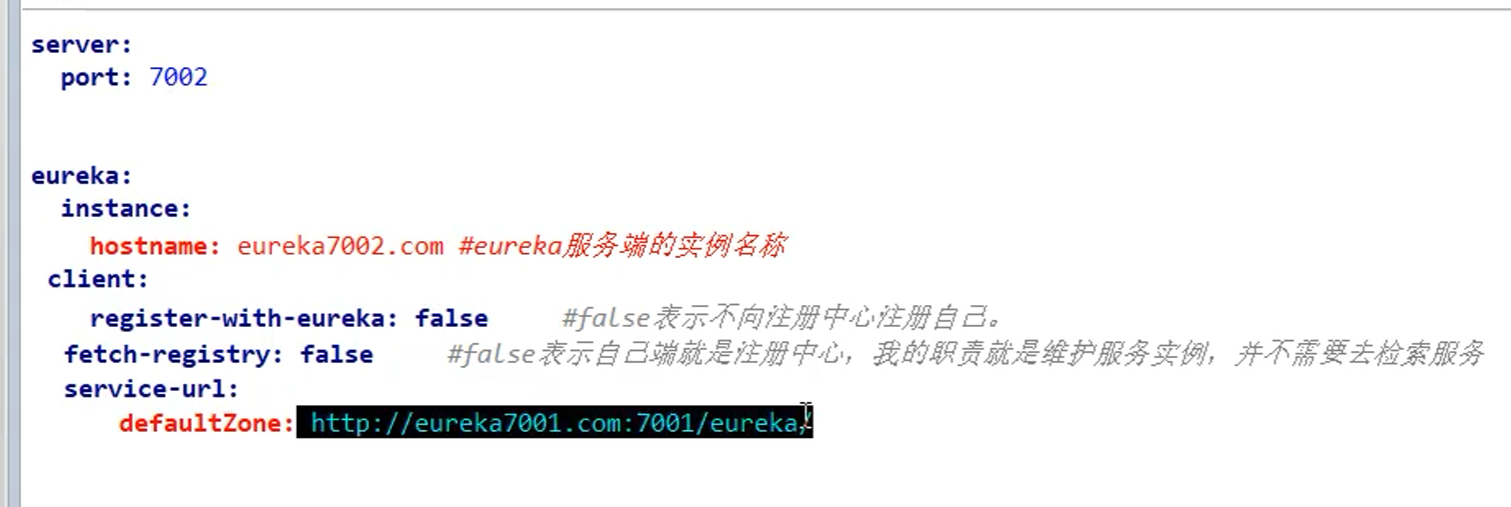 server:
port: 7002
eureka:
instance:
hostname: eureka7002.com #eureka服务端的实例名称
client:
register-with-eureka: false #false表示不向注册中心注册自己。
fetch-registry: false #false表示自己端就是注册中心，我的职责就是维护服务实例，并不需要去检索服务
service-url:
defaultZone: http://eureka7001.com:7001/eureka/